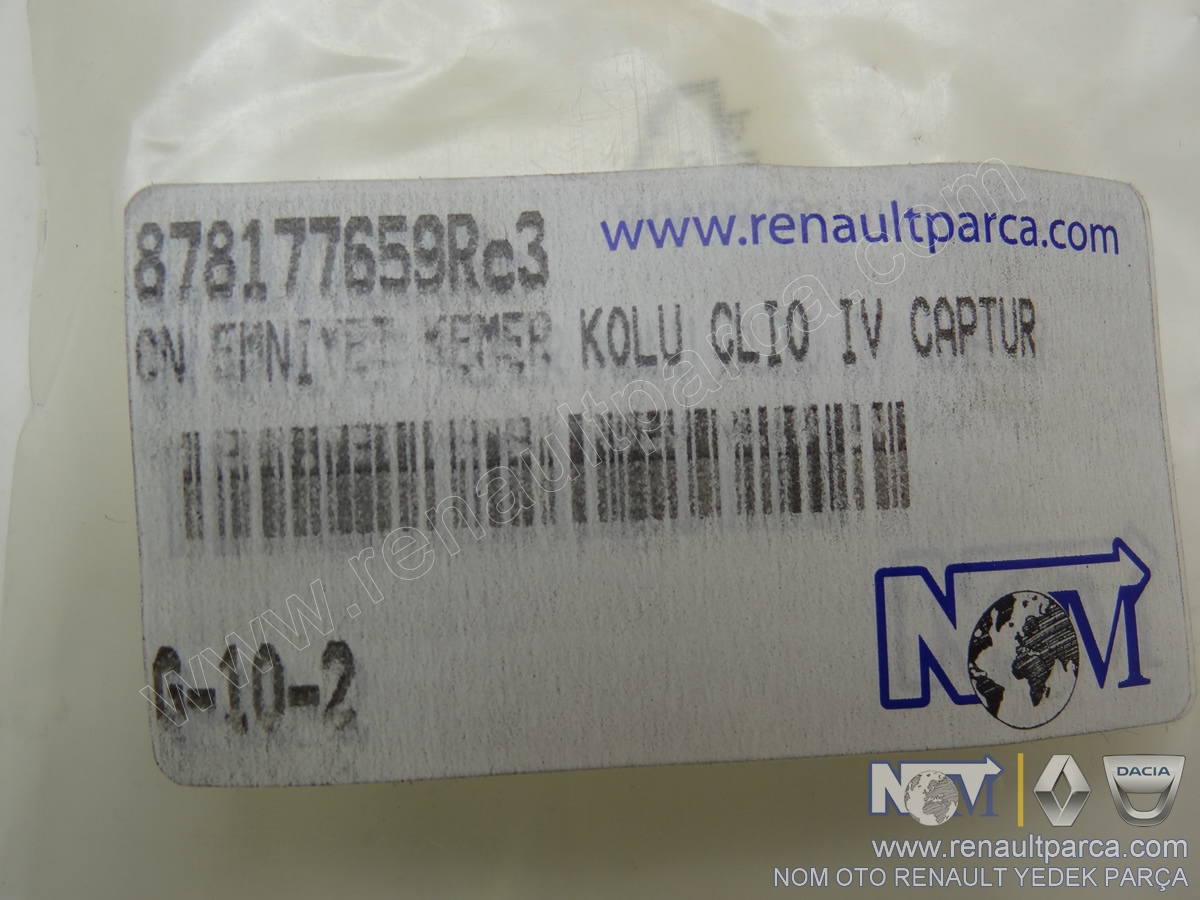 878177659Re3
www.renaultparca.com
ON EMNIYET KEMER KOLU CLIO IV CAPTUR
G-10-2
NOM
www.renaultparca.com
NOM
DACIA
www.renaultparca.com
NOM OTO RENAULT YEDEK PARÇA